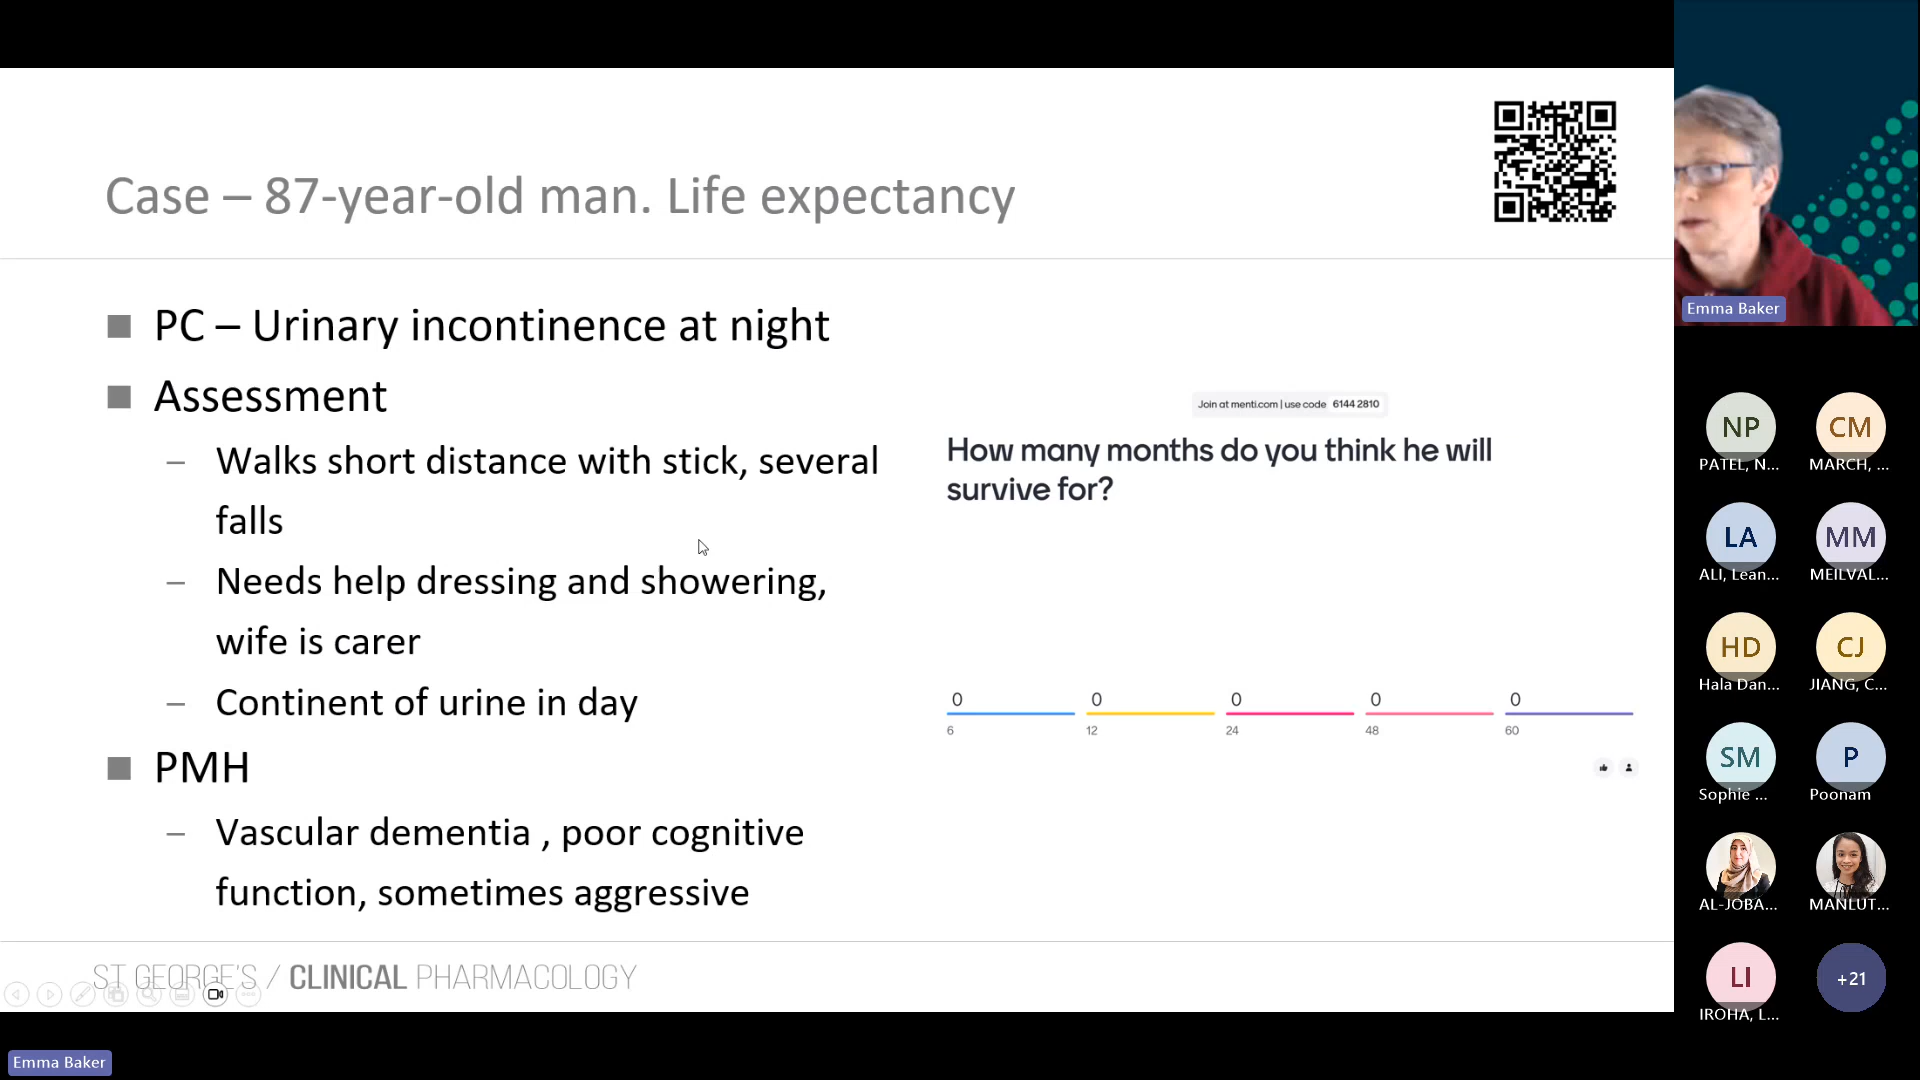 Case – 87-year-old man. Life expectancy
■ PC – Urinary incontinence at night
■ Assessment
– Walks short distance with stick, several
falls
– Needs help dressing and showering,
wife is carer
– Continent of urine in day
■ PMH
– Vascular dementia , poor cognitive
function, sometimes aggressive
Join at menti.com | use code 6144 2810
How many months do you think he will
survive for?
0 0 0 0 0
6 12 24 48 60
ST GEORGE'S / CLINICAL PHARMACOLOGY
Emma Baker
Emma Baker
NP CM
PATEL, N... MARCH, ...
LA MM
ALI, Lean... MEILVAL...
HD CJ
Hala Dan... JIANG, C...
SM P
Sophie ... Poonam
AL-JOBA... MANLUT...
LI +21
IROHA, L...